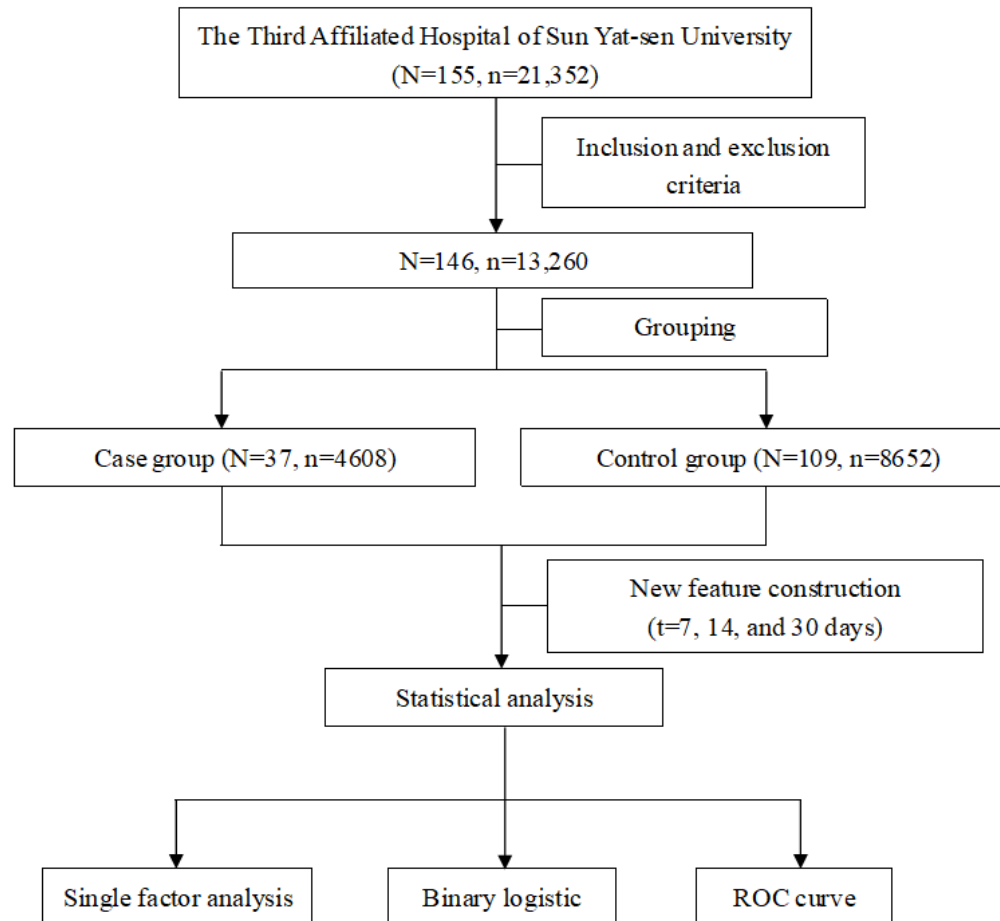 The Third Affiliated Hospital of Sun Yat-sen University
(N=155, n=21,352)
Inclusion and exclusion
criteria
N=146, n=13,260
Grouping
Case group (N=37, n=4608)
Control group (N=109, n=8652)
New feature construction
(t=7, 14, and 30 days)
Statistical analysis
Single factor analysis
Binary logistic
ROC curve